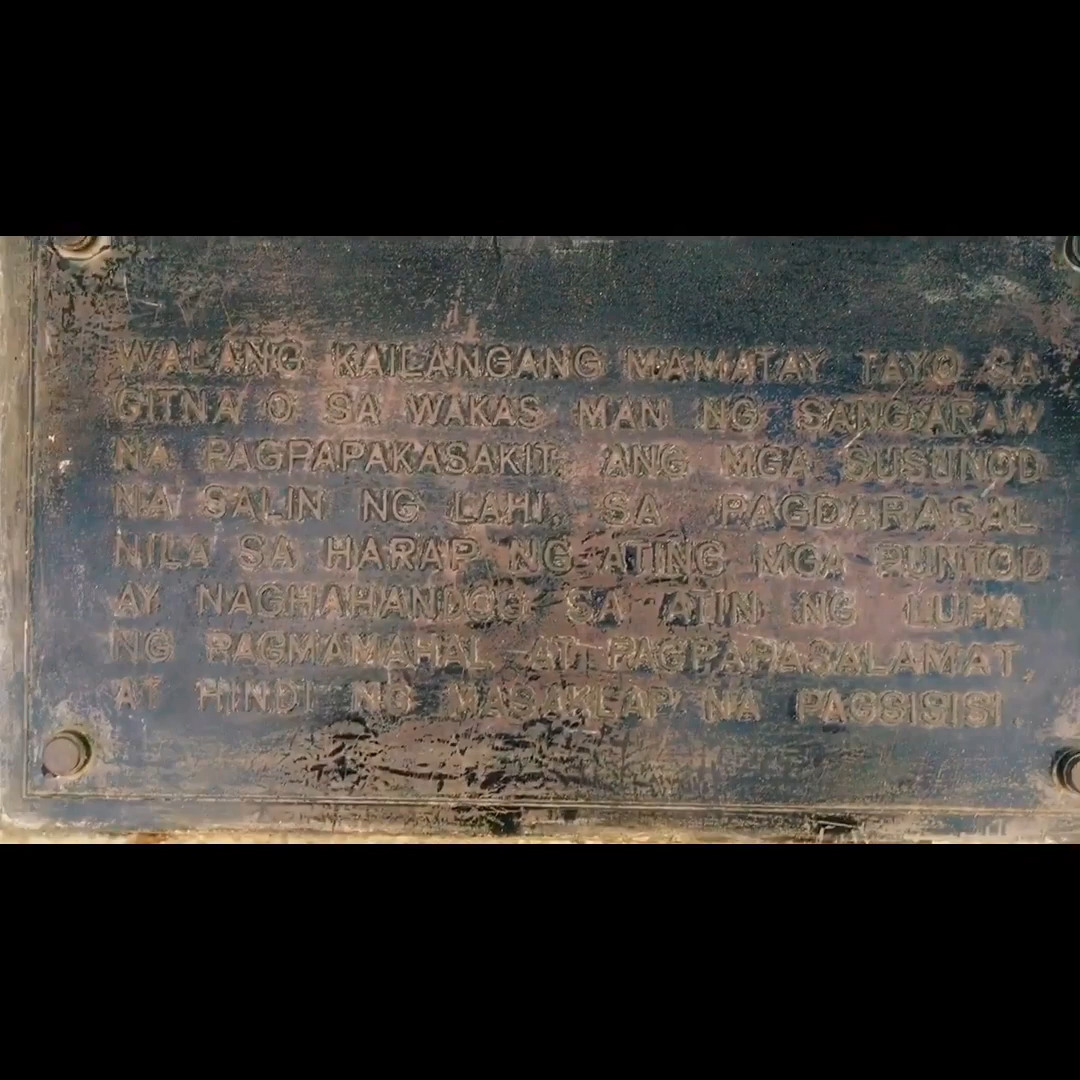 WALANG KAILANGANG MAMATAY TAYO SA
GITNA O SA WAKAS MAN NG SANG-ARAW
NA PAGPAPAKASAKIT; ANG MGA SUSUNOD
NA SALIN NG LAHI, SA PAGDARASAL
NILA SA HARAP NG ATING MGA PUNTOD
AY NAGHAHANDOG SA ATIN NG LUHA
NG PAGMAMAHAL AT PAGPAPASALAMAT,
AT HINDI NG MASAKLAP NA PAGSISISI.